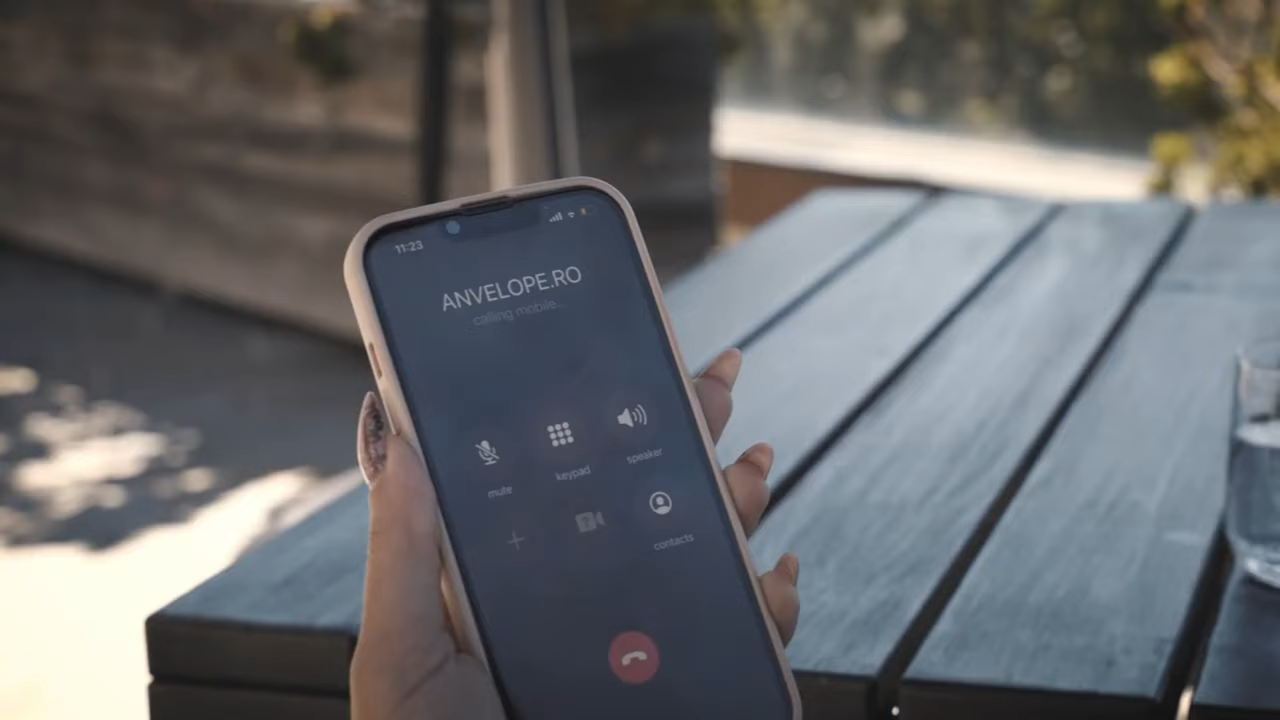 11:23
ANVELOPE.RO
calling mobile...
mute
keypad
speaker
contacts